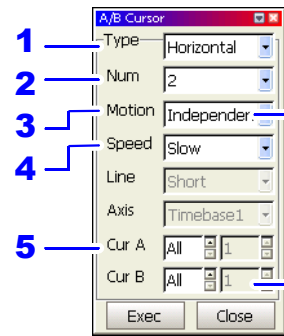 A/B Cursor
1 Type Horizontal
2 Num 2
3 Motion Independer.
4 Speed Slow
Line Short
Axis Timebase1
5 Cur A All 1
Cur B All 1
Exec Close